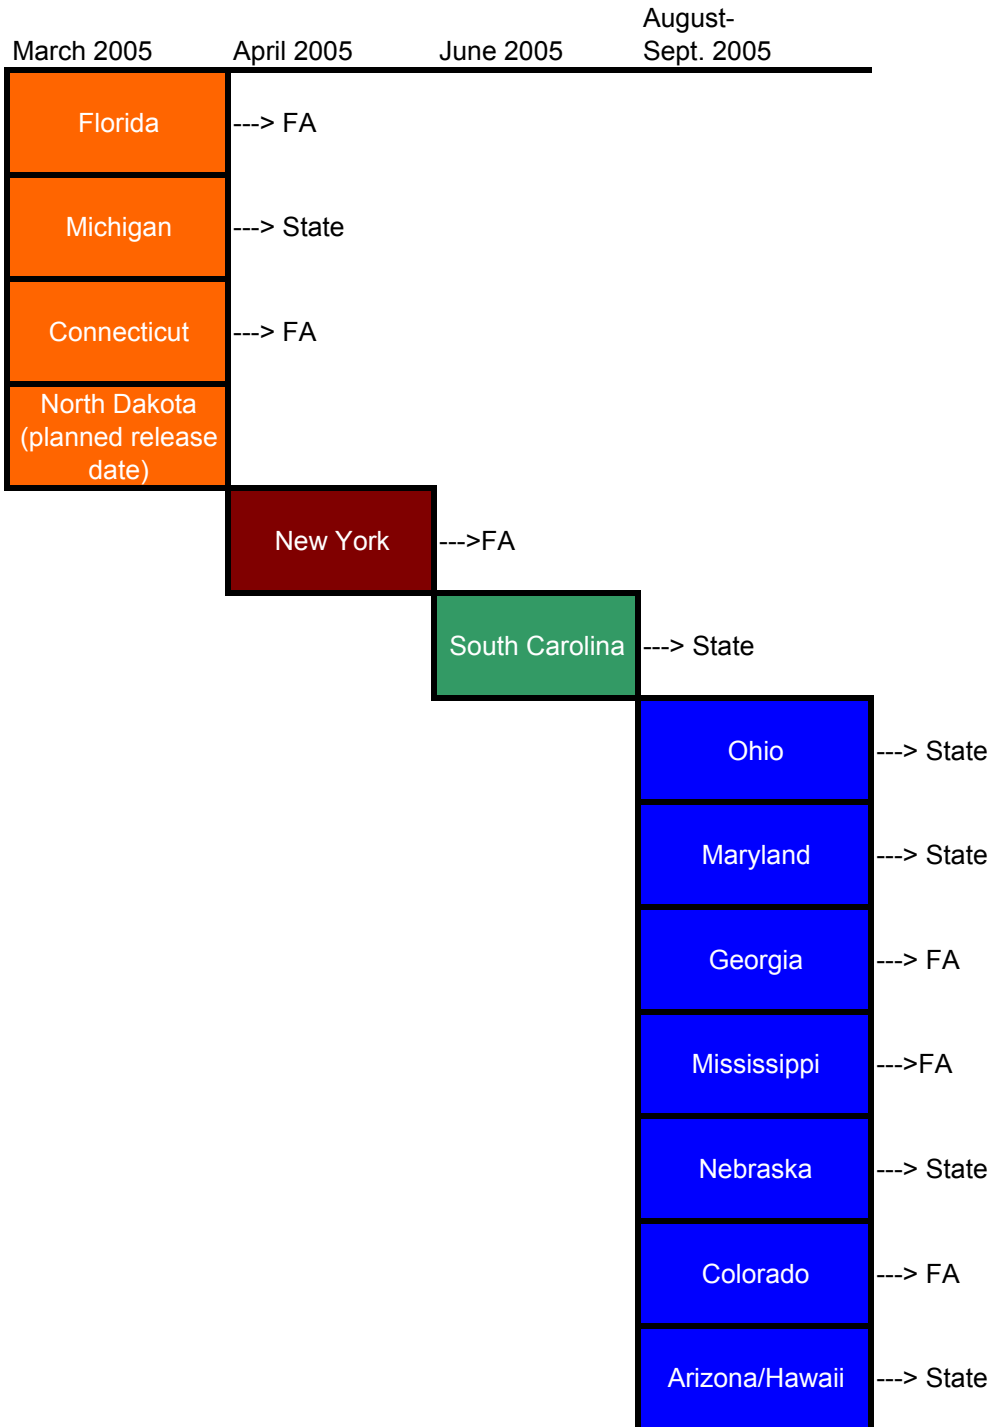 March 2005 April 2005 June 2005 August-
Sept. 2005
Florida ---> FA
Michigan ---> State
Connecticut ---> FA
North Dakota
(planned release
date)
New York --->FA
South Carolina ---> State
Ohio ---> State
Maryland ---> State
Georgia ---> FA
Mississippi --->FA
Nebraska ---> State
Colorado ---> FA
Arizona/Hawaii ---> State